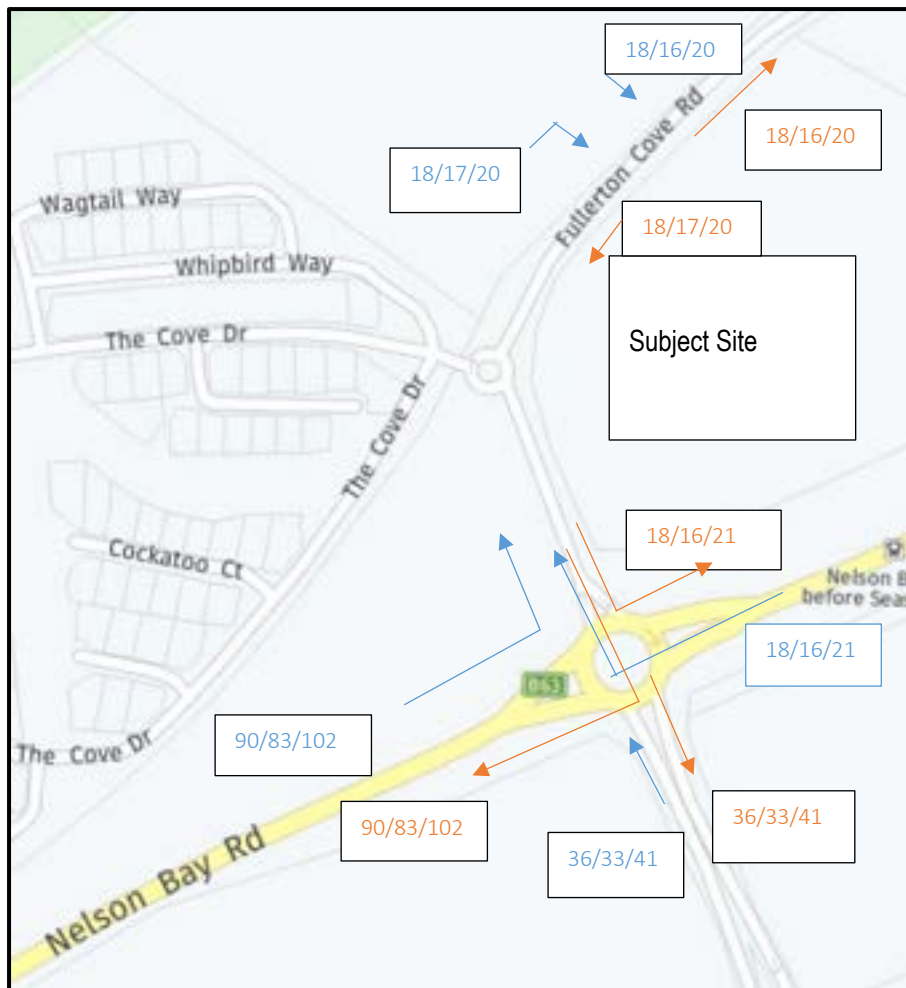 18/16/20
Fullerton Cove Rd
18/16/20
18/17/20
Wagtail Way
18/17/20
Whipbird Way
The Cove Dr
Subject Site
The Cove Dr
18/16/21
Cockatoo Ct
Nelson B
before Seas
18/16/21
B63
The Cove Dr
90/83/102
90/83/102
36/33/41
36/33/41
Nelson Bay Rd